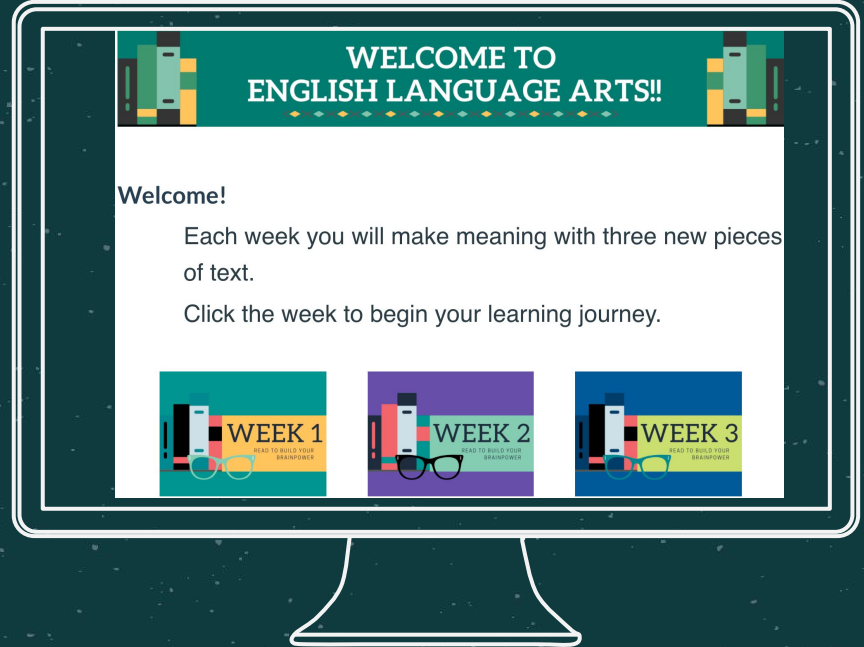 WELCOME TO
ENGLISH LANGUAGE ARTS!!
Welcome!
Each week you will make meaning with three new pieces
of text.
Click the week to begin your learning journey.
WEEK 1
READ TO BUILD YOUR
BRAINPOWER
WEEK 2
READ TO BUILD YOUR
BRAINPOWER
WEEK 3
READ TO BUILD YOUR
BRAINPOWER